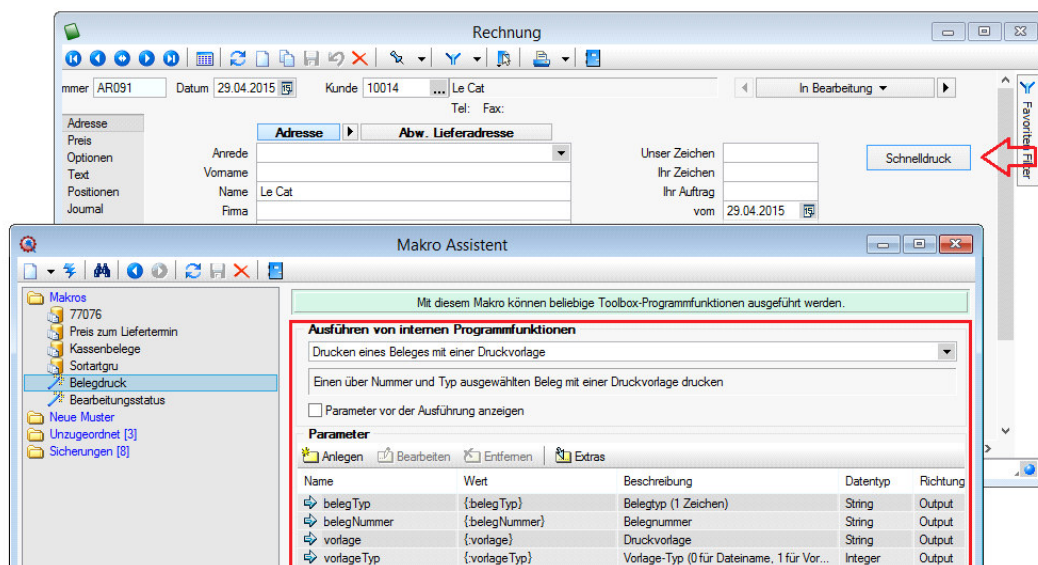 Rechnung
mmer AR091 Datum 29.04.2015 Kunde 10014 ... Le Cat In Bearbeitung
Tel: Fax:
Adresse
Preis
Optionen
Text
Positionen
Journal
Adresse Abw. Lieferadresse
Anrede Unser Zeichen
Vorname Ihr Zeichen
Name Le Cat Ihr Auftrag
Firma vom 29.04.2015
Schnelldruck
Favoriten Filter
Makro Assistent
Makros
77076
Preis zum Liefertermin
Kassenbelege
Sortartgru
Belegdruck
Bearbeitungsstatus
Neue Muster
Unzugeordnet [3]
Sicherungen [8]
Mit diesem Makro können beliebige Toolbox-Programmfunktionen ausgeführt werden.
Ausführen von internen Programmfunktionen
Drucken eines Beleges mit einer Druckvorlage
Einen über Nummer und Typ ausgewählten Beleg mit einer Druckvorlage drucken
Parameter vor der Ausführung anzeigen
Parameter
Anlegen Bearbeiten Entfernen Extras
Name Wert Beschreibung Datentyp Richtung
belegTyp {:belegTyp} Belegtyp (1 Zeichen) String Output
belegNummer {:belegNummer} Belegnummer String Output
vorlage {:vorlage} Druckvorlage String Output
vorlageTyp {:vorlageTyp} Vorlage-Typ (0 für Dateiname, 1 für Vor... Integer Output